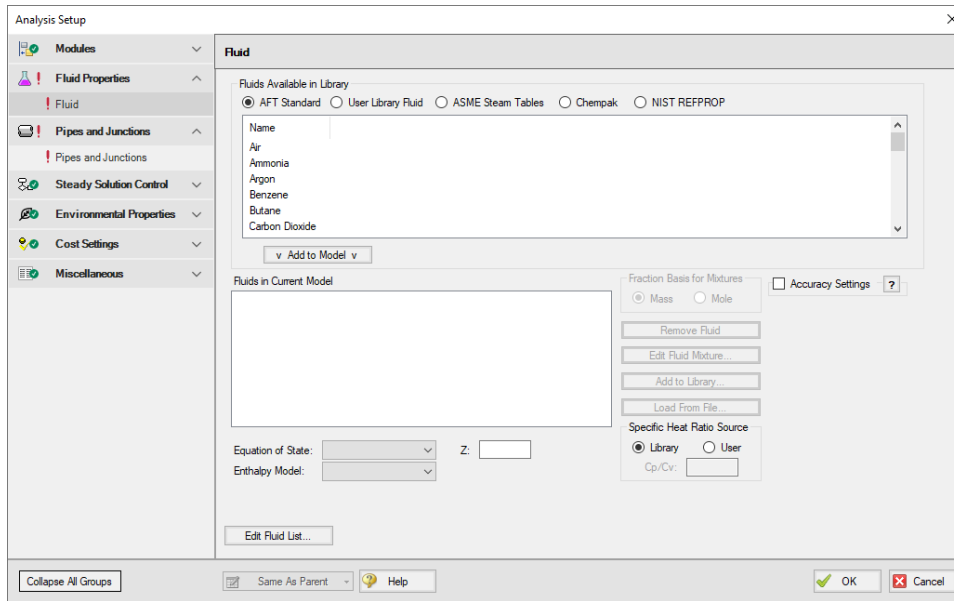 Analysis Setup
Modules
Fluid Properties
Fluid
Pipes and Junctions
Pipes and Junctions
Steady Solution Control
Environmental Properties
Cost Settings
Miscellaneous
Collapse All Groups
Fluid
Fluids Available in Library
AFT Standard User Library Fluid ASME Steam Tables Chempak NIST REFPROP
Name
Air
Ammonia
Argon
Benzene
Butane
Carbon Dioxide
v Add to Model v
Fluids in Current Model
Fraction Basis for Mixtures
Mass Mole
Accuracy Settings ?
Remove Fluid
Edit Fluid Mixture...
Add to Library...
Load From File...
Specific Heat Ratio Source
Library User
Cp/Cv:
Equation of State: Z:
Enthalpy Model:
Edit Fluid List...
Same As Parent Help OK Cancel